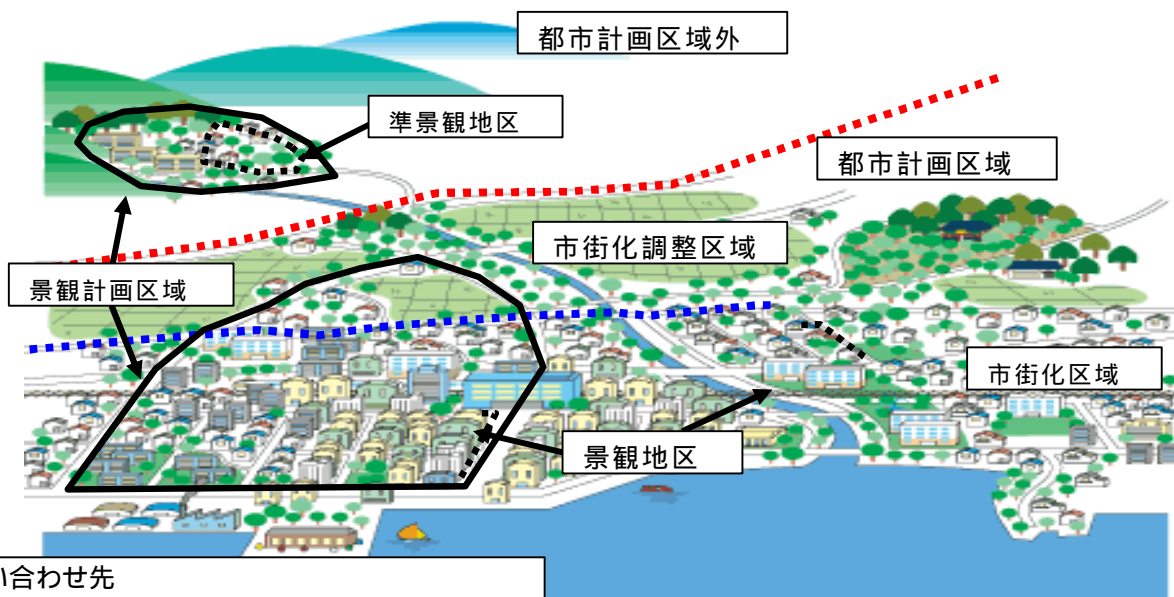 都市計画区域外
準景観地区
都市計画区域
市街化調整区域
景観計画区域
市街化区域
景観地区
い合わせ先